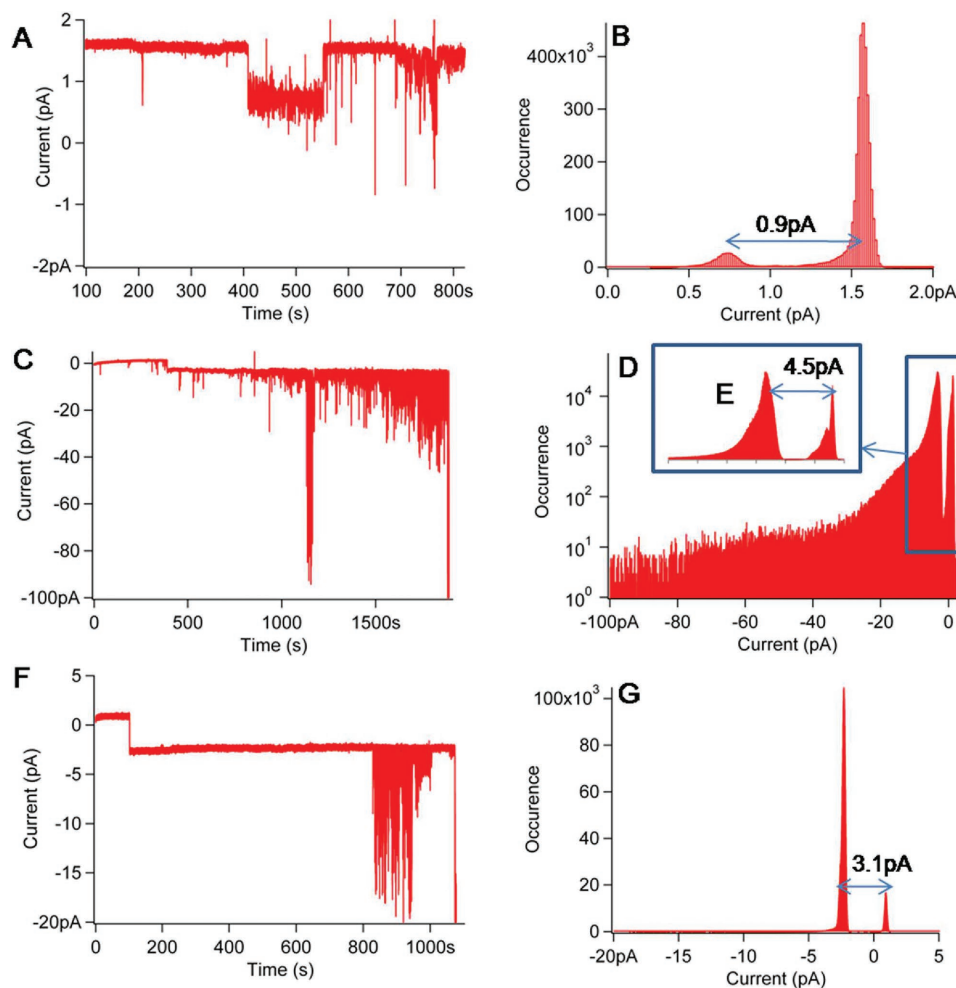 A
2
1
0
-1
-2pA
Current (pA)
100 200 300 400 500 600 700 800s
Time (s)
B
400x10³
300
200
100
0
Occurrence
0.9pA
0.0 0.5 1.0 1.5 2.0pA
Current (pA)
C
0
-20
-40
-60
-80
-100pA
Current (pA)
0 500 1000 1500s
Time (s)
D
10⁴
10³
10²
10¹
10⁰
Occurrence
E
4.5pA
-100pA -80 -60 -40 -20 0
Current (pA)
F
5
0
-5
-10
-15
-20pA
Current (pA)
0 200 400 600 800 1000s
Time (s)
G
100x10³
80
60
40
20
0
Occurence
3.1pA
-20pA -15 -10 -5 0 5
Current (pA)